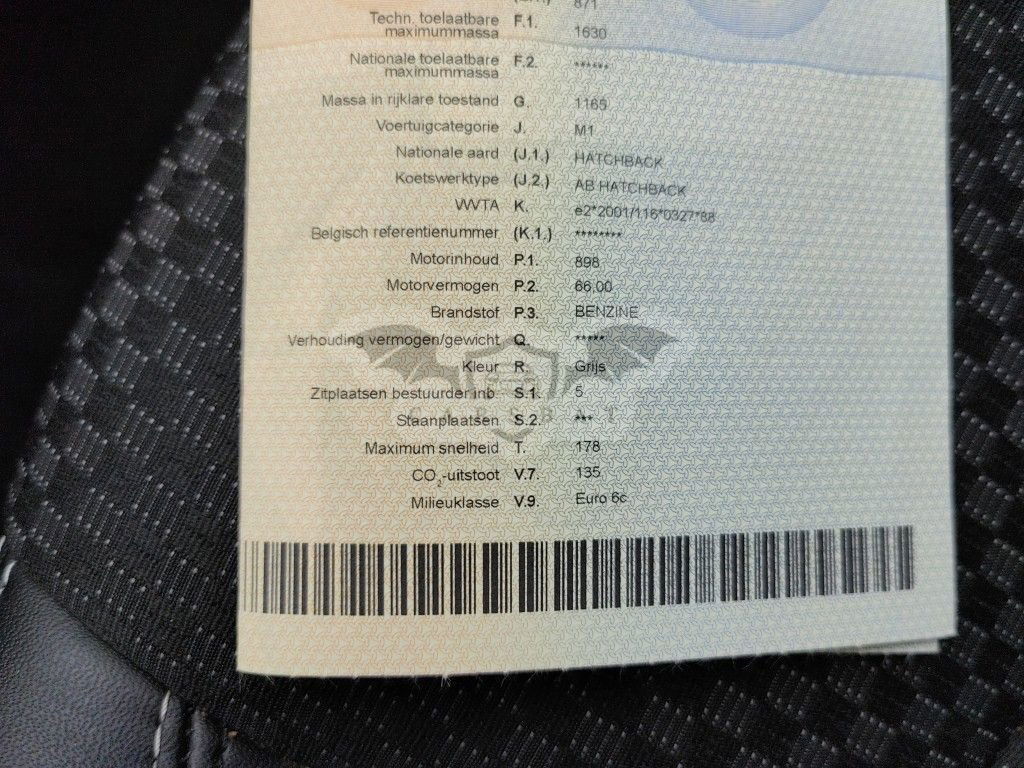 871
Techn. toelaatbare maximummassa F.1. 1630
Nationale toelaatbare maximummassa F.2. ******
Massa in rijklare toestand G. 1165
Voertuigcategorie J. M1
Nationale aard (J.1.) HATCHBACK
Koetswerktype (J.2.) AB HATCHBACK
WVTA K. e2*2001/116*0327*88
Belgisch referentienummer (K.1.) ********
Motorinhoud P.1. 898
Motorvermogen P.2. 66,00
Brandstof P.3. BENZINE
Verhouding vermogen/gewicht Q. *****
Kleur R. Grijs
Zitplaatsen bestuurder inb S.1. 5
Staanplaatsen S.2. ***
Maximum snelheid T. 178
CO2-uitstoot V.7. 135
Milieuklasse V.9. Euro 6c